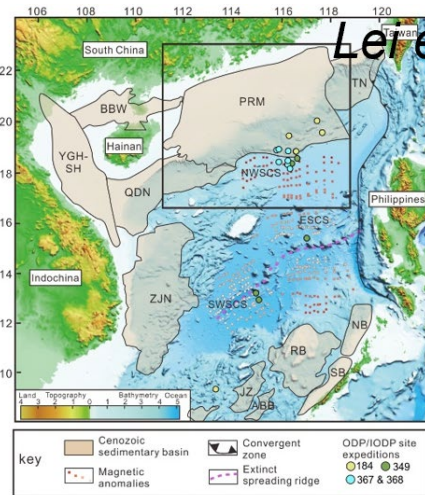 108 110 112 114 116 118 120
Lei e
Taiwan
South China
22
TN
PRM
BBW
20
Hainan
YGH-
SH
NWSCS
18
QDN
Philippines
16
ESCS
Indochina
14
ZJN
SWSCS
12
NB
RB
10
SB
JZ
ABB
Land Topography Bathymetry Ocean
4 3 2 1 0 1 2 3 4 5
key
Cenozoic
sedimentary basin
Convergent
zone
ODP/IODP site
expeditions
184 349
367 & 368
Magnetic
anomalies
Extinct
spreading ridge